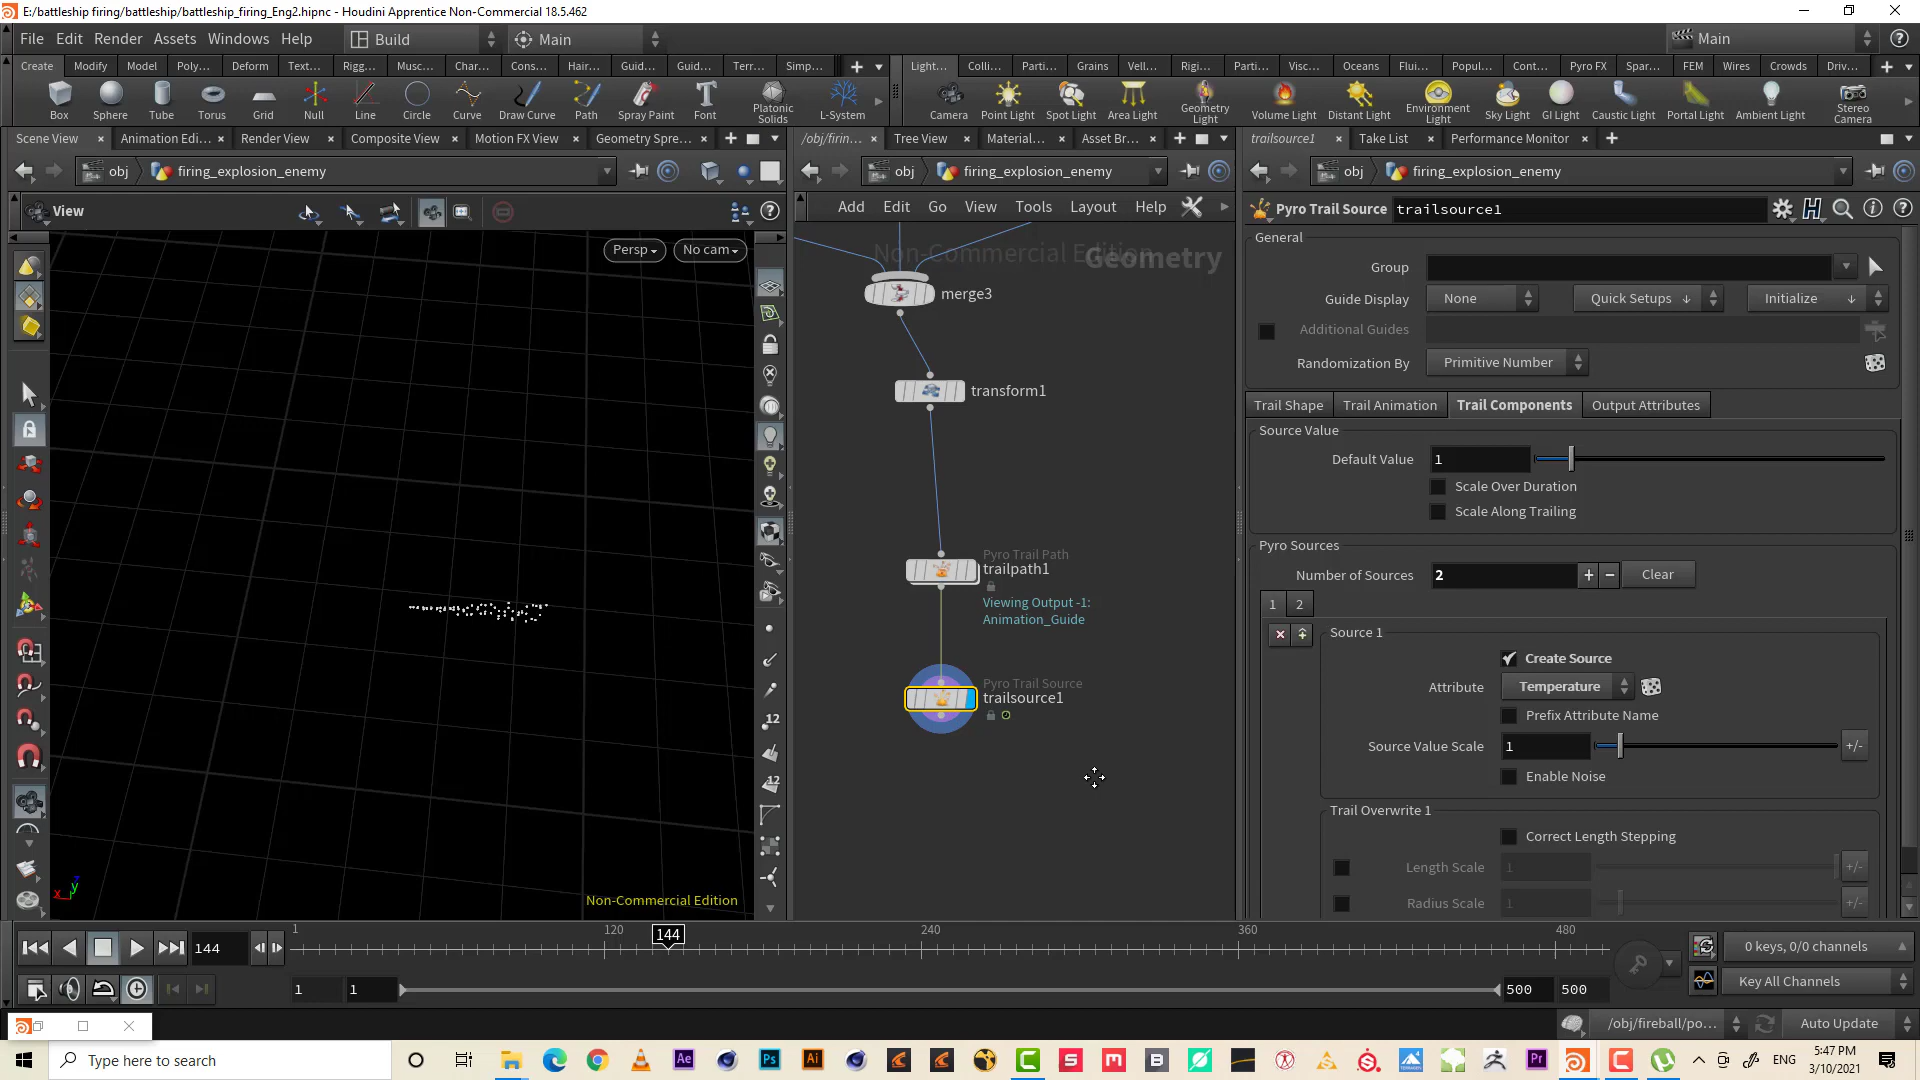 E:/battleship firing/battleship/battleship_firing_Eng2.hipnc - Houdini Apprentice Non-Commercial 18.5.462
File Edit Render Assets Windows Help Build Main Main
Create Modify Model Poly... Deform Text... Rigg... Musc... Char... Cons... Hair... Guid... Guid... Terr... Simp... Light... Colli... Parti... Grains Vell... Rigi... Parti... Visc... Oceans Flui... Popul... Cont... Pyro FX Spar... FEM Wires Crowds Driv...
Box Sphere Tube Torus Grid Null Line Circle Curve Draw Curve Path Spray Paint Font Platonic Solids L-System Camera Point Light Spot Light Area Light Geometry Light Volume Light Distant Light Environment Light Sky Light GI Light Caustic Light Portal Light Ambient Light Stereo Camera
Scene View Animation Edi... Render View Composite View Motion FX View Geometry Spre... /obj/firin... Tree View Material... Asset Br... trailsource1 Take List Performance Monitor
obj firing_explosion_enemy obj firing_explosion_enemy obj firing_explosion_enemy
View
Persp No cam
Non-Commercial Edition
12
12
Add Edit Go View Tools Layout Help
Non-Commercial Edition
Geometry
merge3
transform1
Pyro Trail Path
trailpath1
Viewing Output -1:
Animation_Guide
Pyro Trail Source
trailsource1
Pyro Trail Source trailsource1
General
Group
Guide Display None Quick Setups Initialize
Additional Guides
Randomization By Primitive Number
Trail Shape Trail Animation Trail Components Output Attributes
Source Value
Default Value 1
Scale Over Duration
Scale Along Trailing
Pyro Sources
Number of Sources 2 + − Clear
1 2
Source 1
Create Source
Attribute Temperature
Prefix Attribute Name
Source Value Scale 1 +/-
Enable Noise
Trail Overwrite 1
Correct Length Stepping
Length Scale 1 +/-
Radius Scale 1 +/-
144 1 120 144 240 360 480 0 keys, 0/0 channels
1 1 500 500 Key All Channels
/obj/fireball/po... Auto Update
Type here to search ENG 5:47 PM 3/10/2021